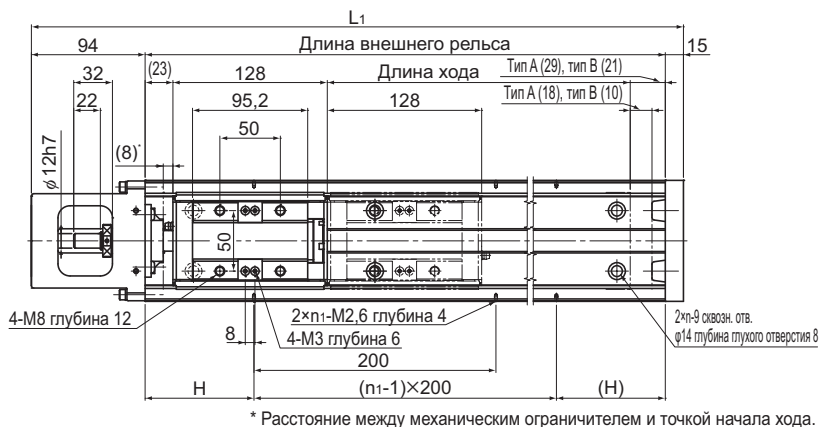 L1
94
Длина внешнего рельса
15
32
(23)
128
Длина хода
Тип A (29), тип B (21)
22
95,2
128
Тип A (18), тип B (10)
50
(8)*
φ12h7
50
4-M8 глубина 12
8
2×n1-M2,6 глубина 4
4-M3 глубина 6
2×n-9 сквозн. отв.
φ14 глубина глухого отверстия 8
200
H
(n1-1)×200
(H)
* Расстояние между механическим ограничителем и точкой начала хода.